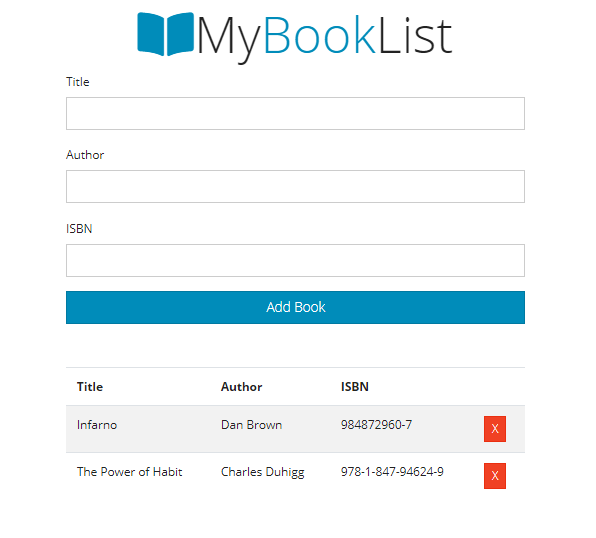 MyBookList
Title
Author
ISBN
Add Book
Title Author ISBN
Infarno Dan Brown 984872960-7 X
The Power of Habit Charles Duhigg 978-1-847-94624-9 X